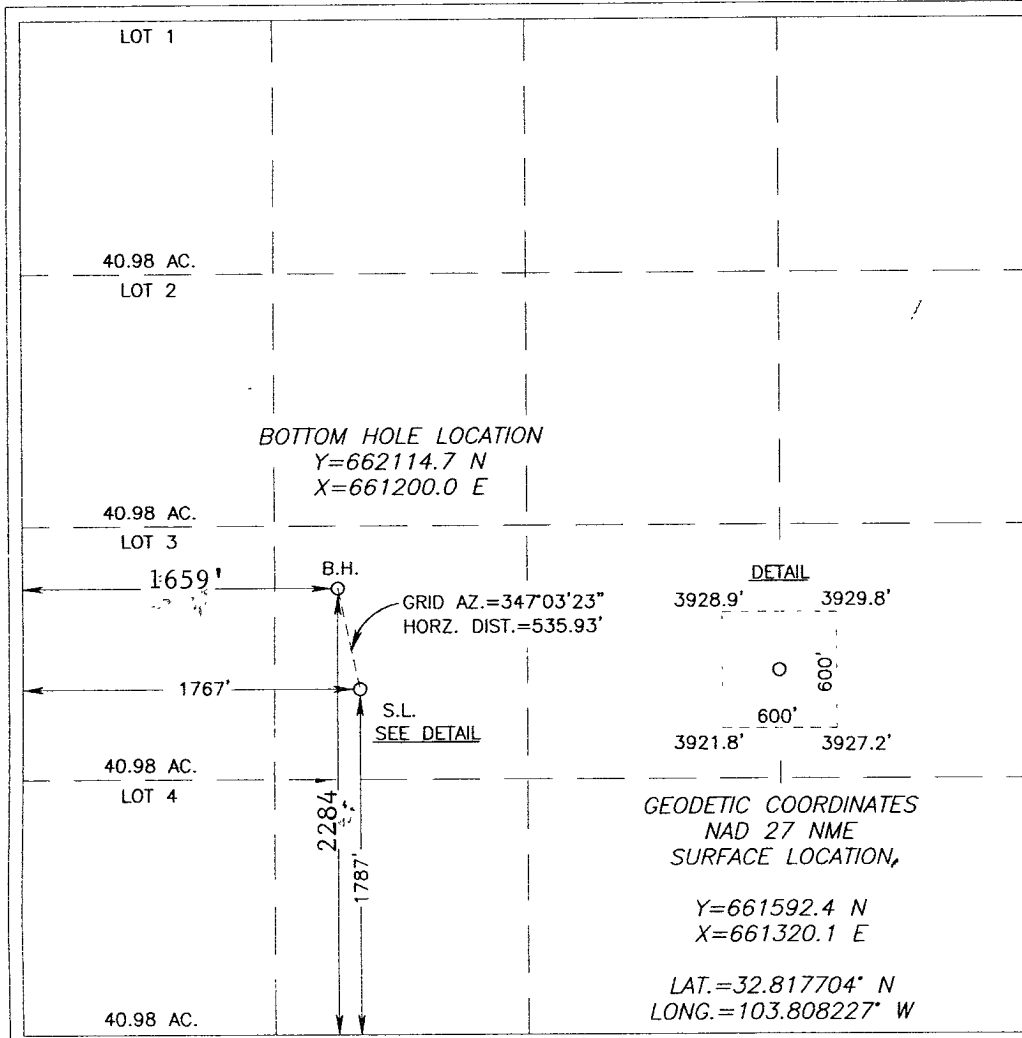 LOT 1
40.98 AC.
LOT 2
BOTTOM HOLE LOCATION
Y=662114.7 N
X=661200.0 E
40.98 AC.
LOT 3
1659'
B.H.
GRID AZ.=347°03'23"
HORZ. DIST.=535.93'
DETAIL
3928.9' 3929.8'
600'
600'
3921.8' 3927.2'
1767'
S.L.
SEE DETAIL
40.98 AC.
LOT 4
2284'
1787'
GEODETIC COORDINATES
NAD 27 NME
SURFACE LOCATION
Y=661592.4 N
X=661320.1 E
LAT.=32.817704° N
LONG.=103.808227° W
40.98 AC.